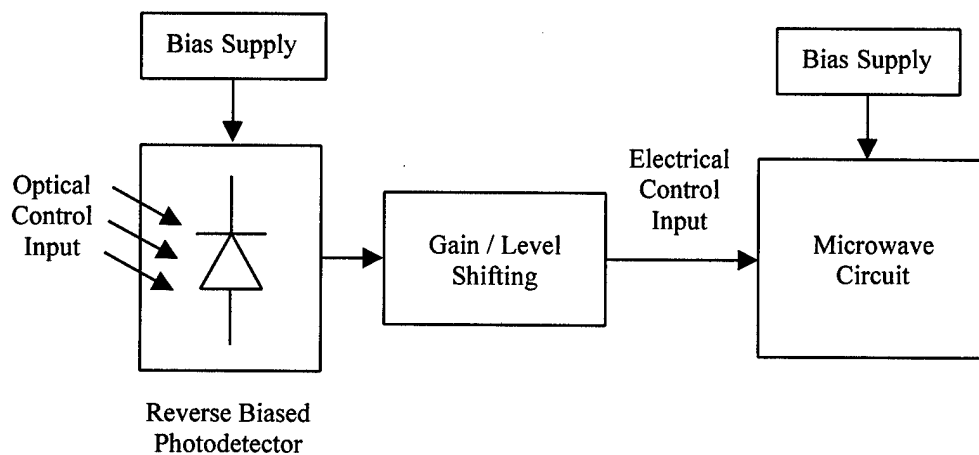 Bias Supply
Bias Supply
Optical
Control
Input
Gain / Level
Shifting
Electrical
Control
Input
Microwave
Circuit
Reverse Biased
Photodetector